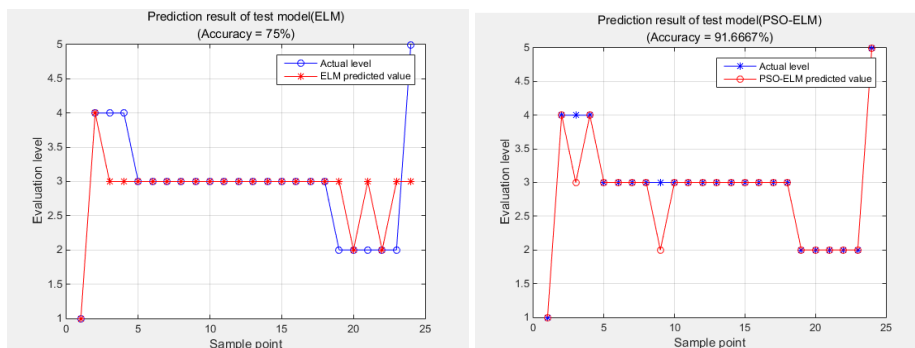 Prediction result of test model(ELM)
(Accuracy = 75%)
Actual level
ELM predicted value
Evaluation level
5
4.5
4
3.5
3
2.5
2
1.5
1
0 5 10 15 20 25
Sample point
Prediction result of test model(PSO-ELM)
(Accuracy = 91.6667%)
Actual level
PSO-ELM predicted value
Evaluation level
5
4.5
4
3.5
3
2.5
2
1.5
1
0 5 10 15 20 25
Sample point